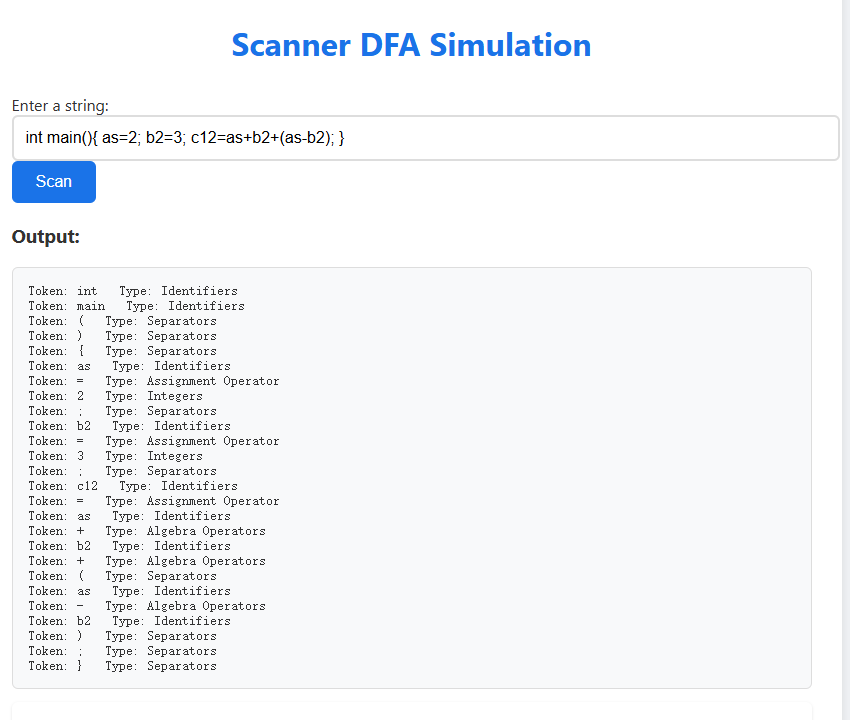 Scanner DFA Simulation
Enter a string:
int main(){ as=2; b2=3; c12=as+b2+(as-b2); }
Scan
Output:
Token: int   Type: Identifiers
Token: main   Type: Identifiers
Token: (   Type: Separators
Token: )   Type: Separators
Token: {   Type: Separators
Token: as   Type: Identifiers
Token: =   Type: Assignment Operator
Token: 2   Type: Integers
Token: ;   Type: Separators
Token: b2   Type: Identifiers
Token: =   Type: Assignment Operator
Token: 3   Type: Integers
Token: ;   Type: Separators
Token: c12   Type: Identifiers
Token: =   Type: Assignment Operator
Token: as   Type: Identifiers
Token: +   Type: Algebra Operators
Token: b2   Type: Identifiers
Token: +   Type: Algebra Operators
Token: (   Type: Separators
Token: as   Type: Identifiers
Token: -   Type: Algebra Operators
Token: b2   Type: Identifiers
Token: )   Type: Separators
Token: ;   Type: Separators
Token: }   Type: Separators